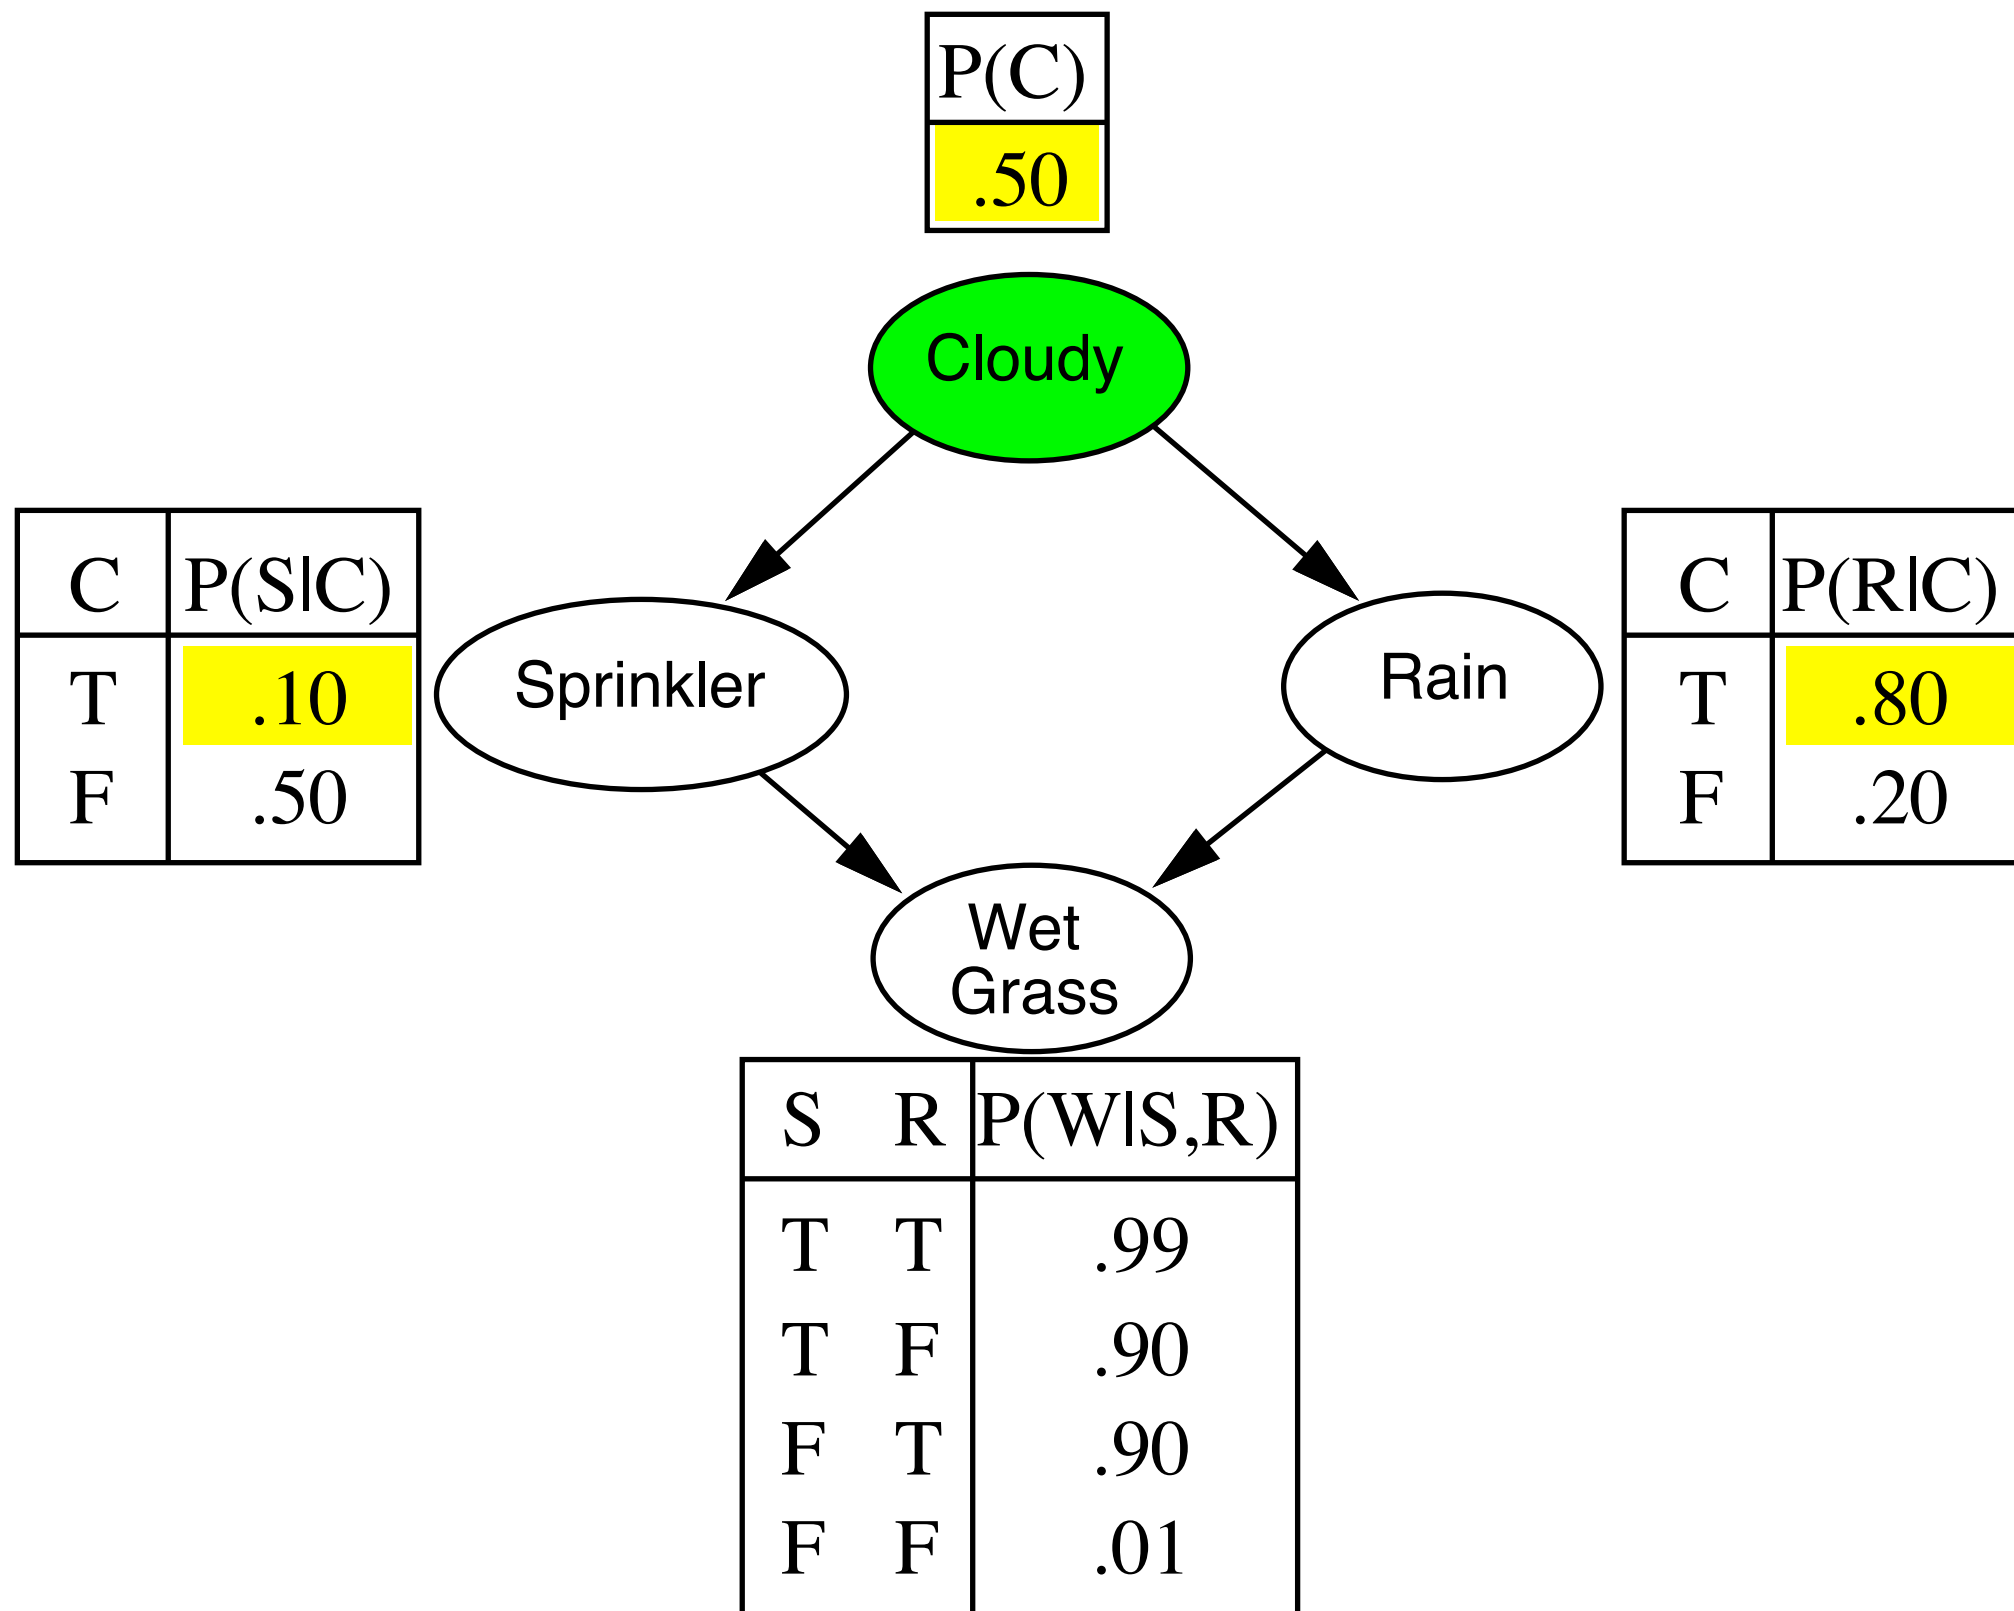 P(C)
.50
Cloudy
C P(S|C)
T .10
F .50
Sprinkler
Rain
C P(R|C)
T .80
F .20
Wet
Grass
S R P(W|S,R)
T T .99
T F .90
F T .90
F F .01